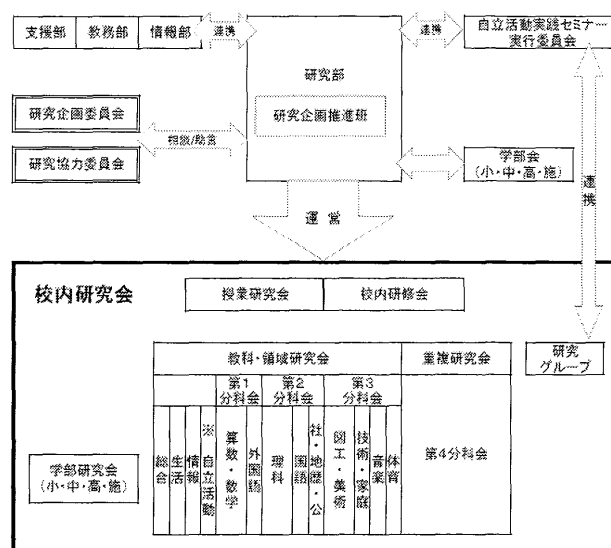 支援部 教務部 情報部
連携
研究部
研究企画推進班
連携
自立活動実践セミナー
実行委員会
研究企画委員会
研究協力委員会
相談/助言
学部会
(小・中・高・施)
連携
運営
校内研究会
授業研究会 校内研修会
教科・領域研究会 重複研究会
研究
グループ
第1
分科会
第2
分科会
第3
分科会
総合
生活
情報
※自立活動
算数・数学
外国語
理科
国語
社・地歴・公
図工・美術
技術・家庭
音楽
体育
第4分科会
学部研究会
(小・中・高・施)